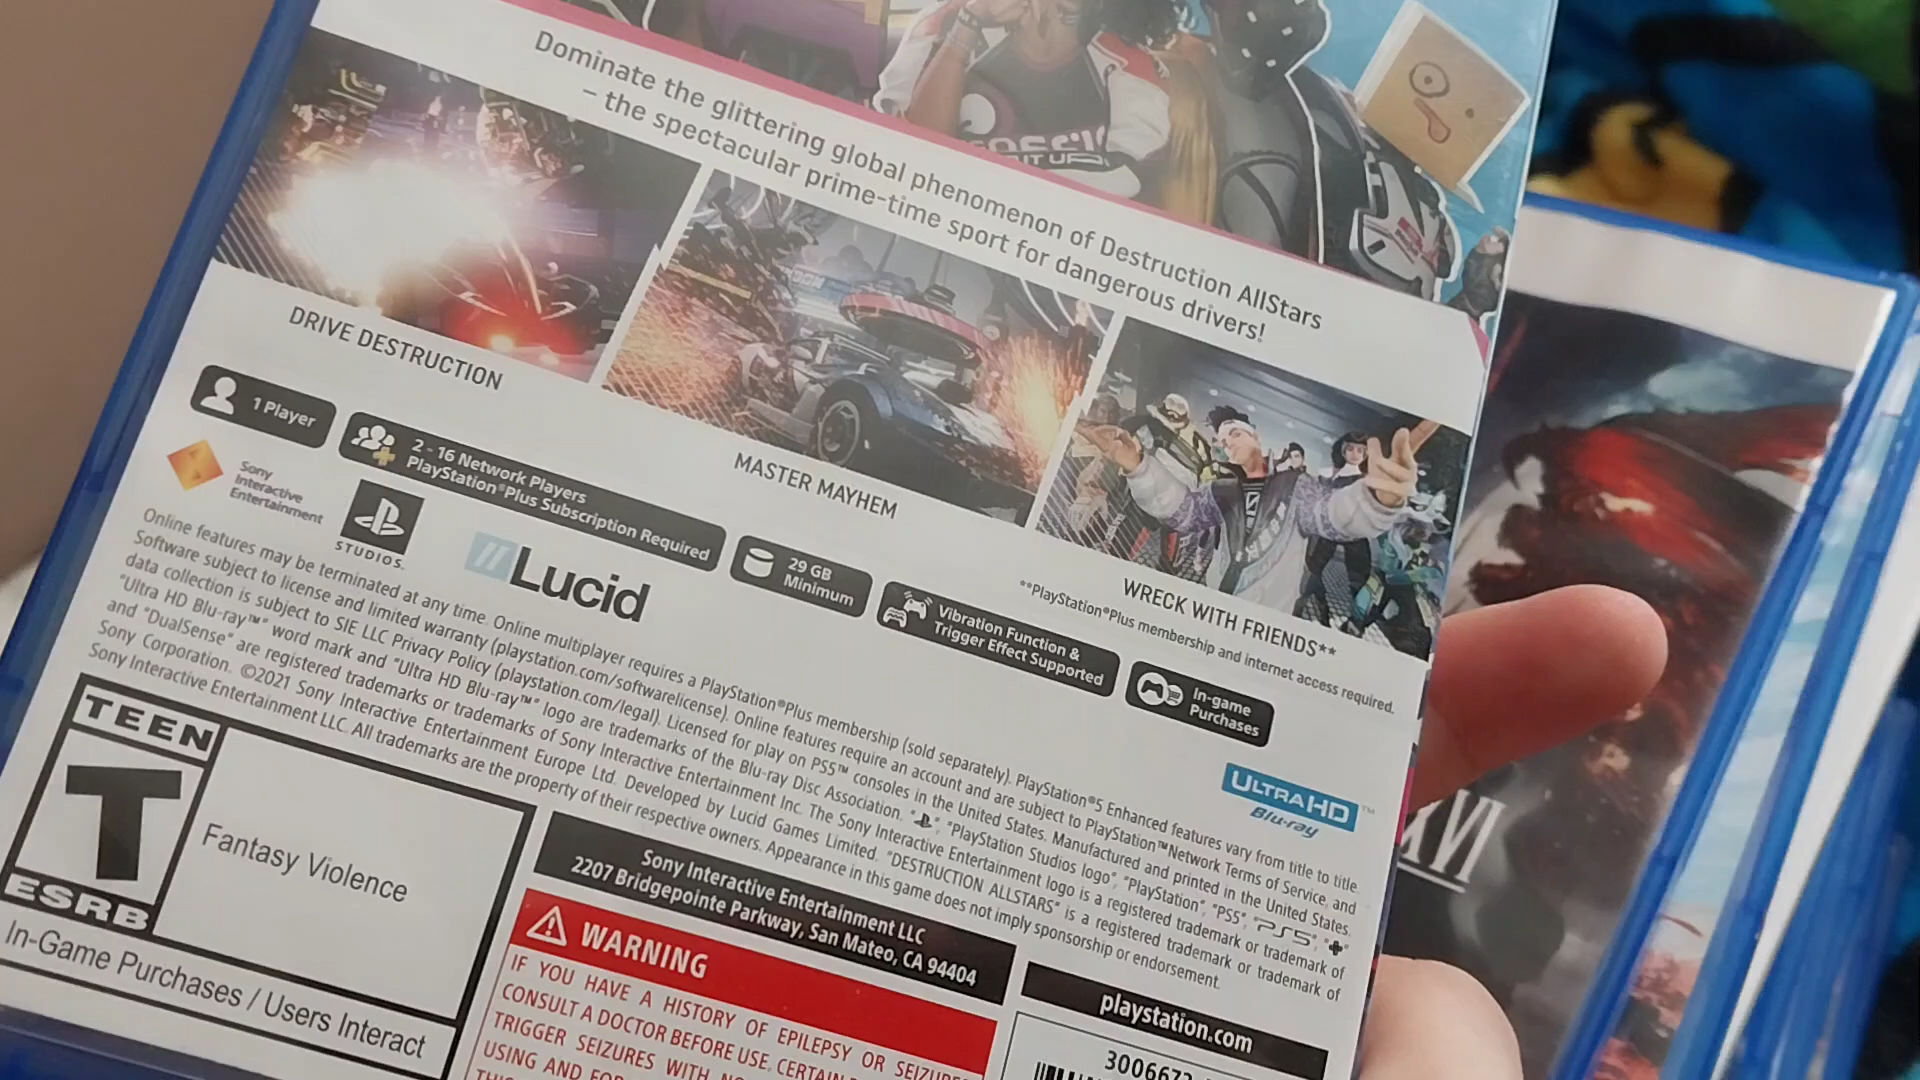 Dominate the glittering global phenomenon of Destruction AllStars
– the spectacular prime-time sport for dangerous drivers!
DRIVE DESTRUCTION
MASTER MAYHEM
WRECK WITH FRIENDS**
**PlayStation®Plus membership and internet access required.
1 Player
2 - 16 Network Players
PlayStation®Plus Subscription Required
29 GB
Minimum
Vibration Function &
Trigger Effect Supported
In-game
Purchases
Sony
Interactive
Entertainment
STUDIOS.
Lucid
ULTRA HD
Blu-ray™
Online features may be terminated at any time. Online multiplayer requires a PlayStation®Plus membership (sold separately). PlayStation®5 Enhanced features vary from title to title.
Software subject to license and limited warranty (playstation.com/softwarelicense). Online features require an account and are subject to PlayStation™Network Terms of Service, and
data collection is subject to SIE LLC Privacy Policy (playstation.com/legal). Licensed for play on PS5™ consoles in the United States. Manufactured and printed in the United States.
"Ultra HD Blu-ray™" word mark and "Ultra HD Blu-ray™" logo are trademarks of the Blu-ray Disc Association. " ", "PlayStation Studios logo", "PlayStation", "PS5", "PS5", " "
and "DualSense" are registered trademarks or trademarks of Sony Interactive Entertainment Inc. The Sony Interactive Entertainment logo is a registered trademark or trademark of
Sony Corporation. ©2021 Sony Interactive Entertainment Europe Ltd. Developed by Lucid Games Limited. "DESTRUCTION ALLSTARS" is a registered trademark or trademark of
Sony Interactive Entertainment LLC. All trademarks are the property of their respective owners. Appearance in this game does not imply sponsorship or endorsement.
TEEN
T
ESRB
Fantasy Violence
In-Game Purchases / Users Interact
Sony Interactive Entertainment LLC
2207 Bridgepointe Parkway, San Mateo, CA 94404
WARNING
IF YOU HAVE A HISTORY OF EPILEPSY OR
CONSULT A DOCTOR BEFORE USE. CERTAIN
TRIGGER SEIZURES WITH
USING AND
playstation.com
XVI